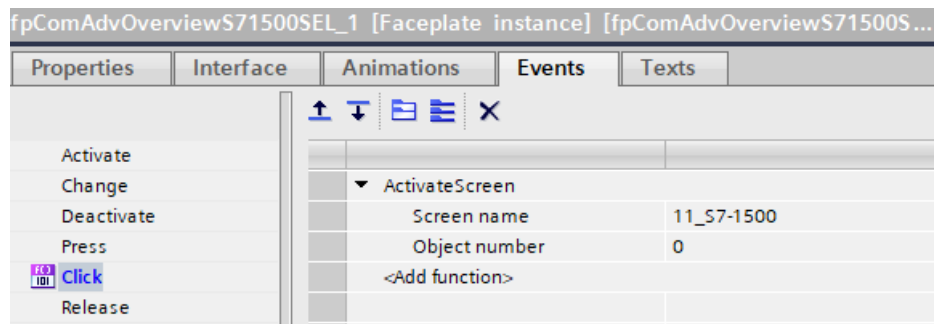 fpComAdvOverviewS71500SEL_1 [Faceplate instance] [fpComAdvOverviewS71500S...
Properties Interface Animations Events Texts
Activate
Change
Deactivate
Press
Click
Release
ActivateScreen
Screen name 11_S7-1500
Object number 0
<Add function>